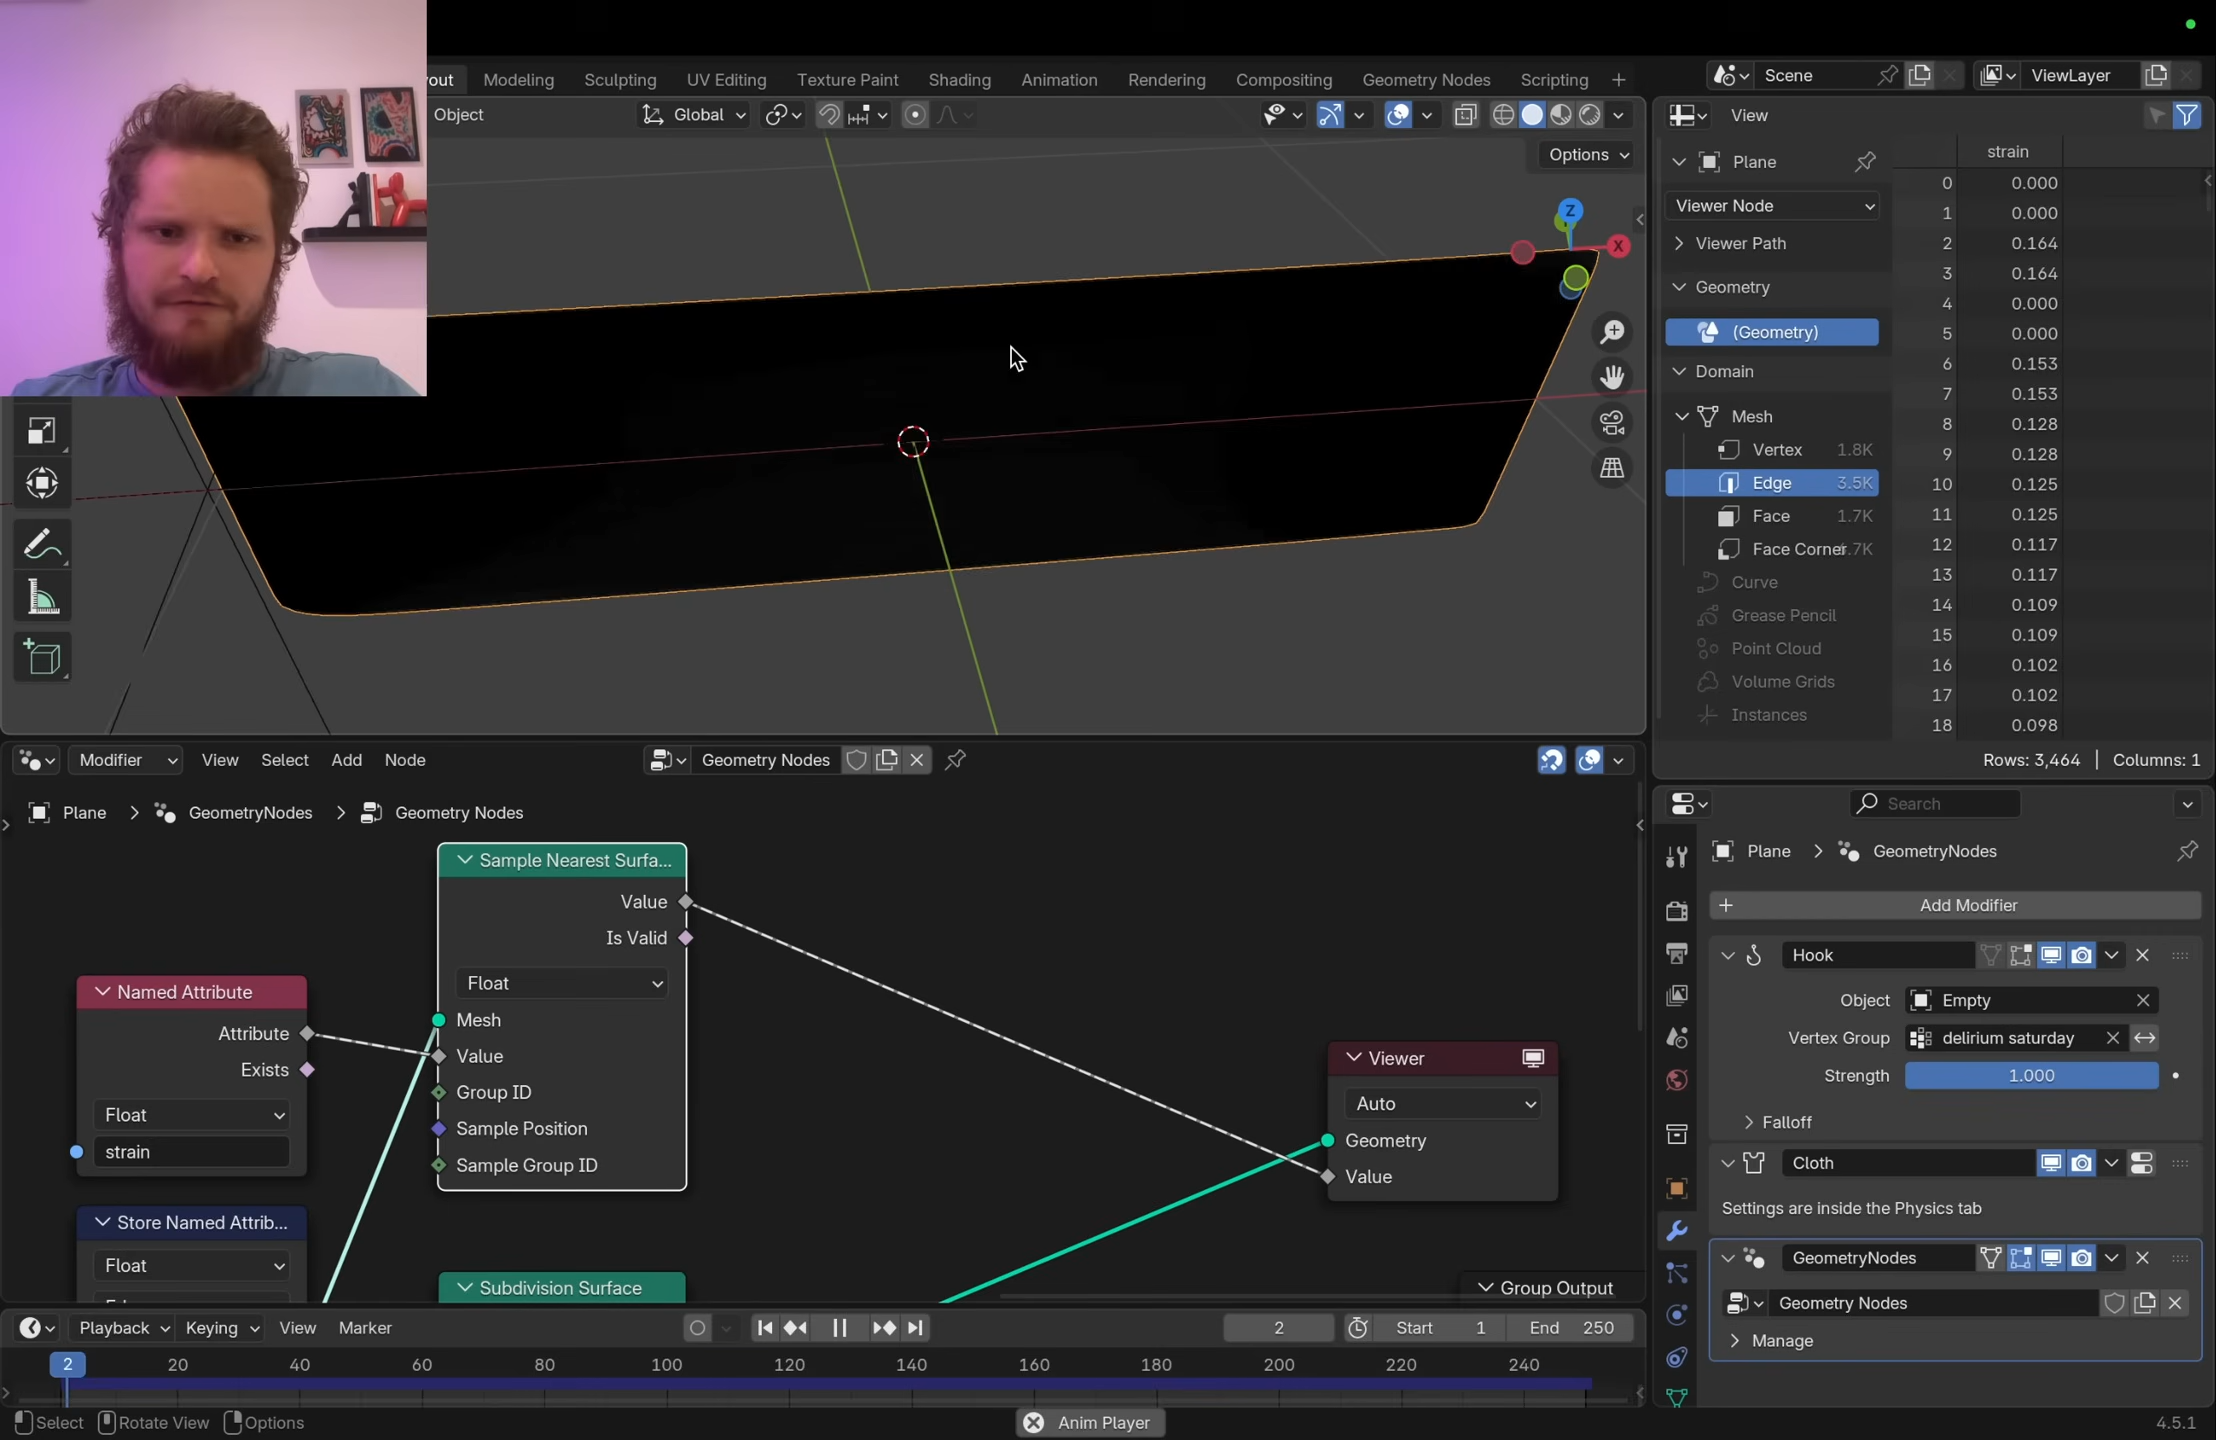 out Modeling Sculpting UV Editing Texture Paint Shading Animation Rendering Compositing Geometry Nodes Scripting
Scene
ViewLayer
Object
Global
View
Options
Z
X
Plane
Viewer Node
Viewer Path
Geometry
(Geometry)
Domain
Mesh
Vertex 1.8K
Edge 3.5K
Face 1.7K
Face Corner
Curve
Grease Pencil
Point Cloud
Volume Grids
Instances
strain
0 0.000
1 0.000
2 0.164
3 0.164
4 0.000
5 0.000
6 0.153
7 0.153
8 0.128
9 0.128
10 0.125
11 0.125
12 0.117
13 0.117
14 0.109
15 0.109
16 0.102
17 0.102
18 0.098
Rows: 3,464 | Columns: 1
Modifier View Select Add Node Geometry Nodes
Plane > GeometryNodes > Geometry Nodes
Sample Nearest Surfa...
Value
Is Valid
Float
Mesh
Value
Group ID
Sample Position
Sample Group ID
Named Attribute
Attribute
Exists
Float
strain
Store Named Attrib...
Float
Subdivision Surface
Viewer
Auto
Geometry
Value
Group Output
Search
Plane > GeometryNodes
+ Add Modifier
Hook
Object Empty
Vertex Group delirium saturday
Strength 1.000
Falloff
Cloth
Settings are inside the Physics tab
GeometryNodes
Geometry Nodes
Manage
Playback Keying View Marker
2
Start 1
End 250
2 20 40 60 80 100 120 140 160 180 200 220 240
Select Rotate View Options
Anim Player
4.5.1